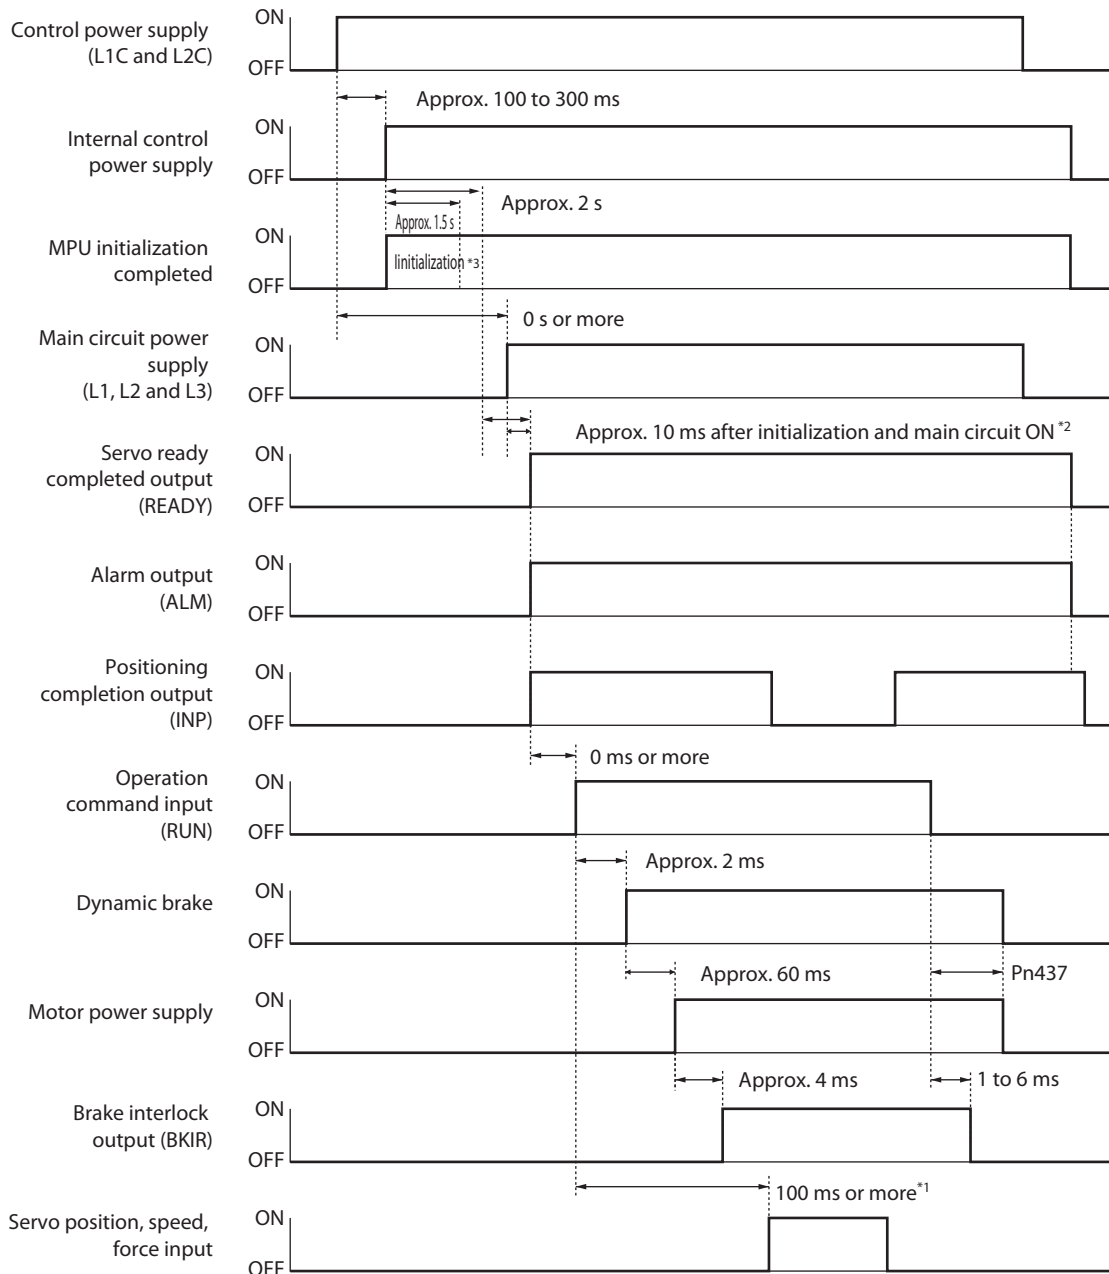 Control power supply
(L1C and L2C)
ON
OFF
Approx. 100 to 300 ms
Internal control
power supply
ON
OFF
Approx. 2 s
Approx. 1.5 s
MPU initialization
completed
ON
OFF
Iinitialization *3
0 s or more
Main circuit power
supply
(L1, L2 and L3)
ON
OFF
Approx. 10 ms after initialization and main circuit ON*2
Servo ready
completed output
(READY)
ON
OFF
Alarm output
(ALM)
ON
OFF
Positioning
completion output
(INP)
ON
OFF
0 ms or more
Operation
command input
(RUN)
ON
OFF
Approx. 2 ms
Dynamic brake
ON
OFF
Approx. 60 ms
Pn437
Motor power supply
ON
OFF
Approx. 4 ms
1 to 6 ms
Brake interlock
output (BKIR)
ON
OFF
100 ms or more*1
Servo position, speed,
force input
ON
OFF